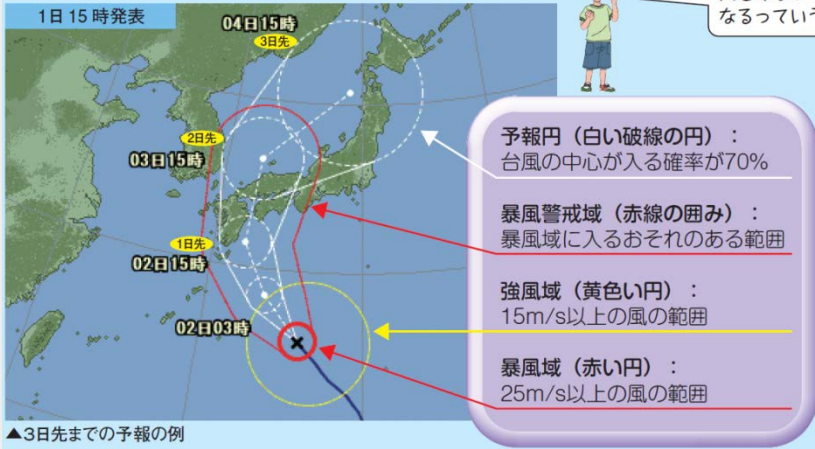 1日15時発表
04日15時
3日先
2日先
03日15時
1日先
02日15時
02日03時
▲3日先までの予報の例
なるってい
予報円（白い破線の円）：
台風の中心が入る確率が70%
暴風警戒域（赤線の囲み）：
暴風域に入るおそれのある範囲
強風域（黄色い円）：
15m/s以上の風の範囲
暴風域（赤い円）：
25m/s以上の風の範囲